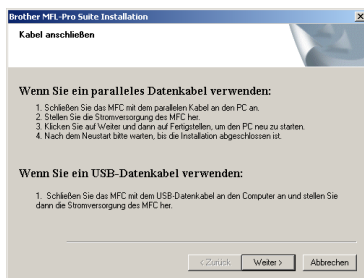 Brother MFL-Pro Suite Installation
Kabel anschließen
Wenn Sie ein paralleles Datenkabel verwenden:
1. Schließen Sie das MFC mit dem parallelen Kabel an den PC an.
2. Stellen Sie die Stromversorgung des MFC her.
3. Klicken Sie auf Weiter und dann auf Fertigstellen, um den PC neu zu starten.
4. Nach dem Neustart bitte warten, bis die Installation abgeschlossen ist.
Wenn Sie ein USB-Datenkabel verwenden:
1. Schließen Sie das MFC mit dem USB-Datenkabel an den Computer an und stellen Sie
dann die Stromversorgung des MFC her.
< Zurück Weiter > Abbrechen